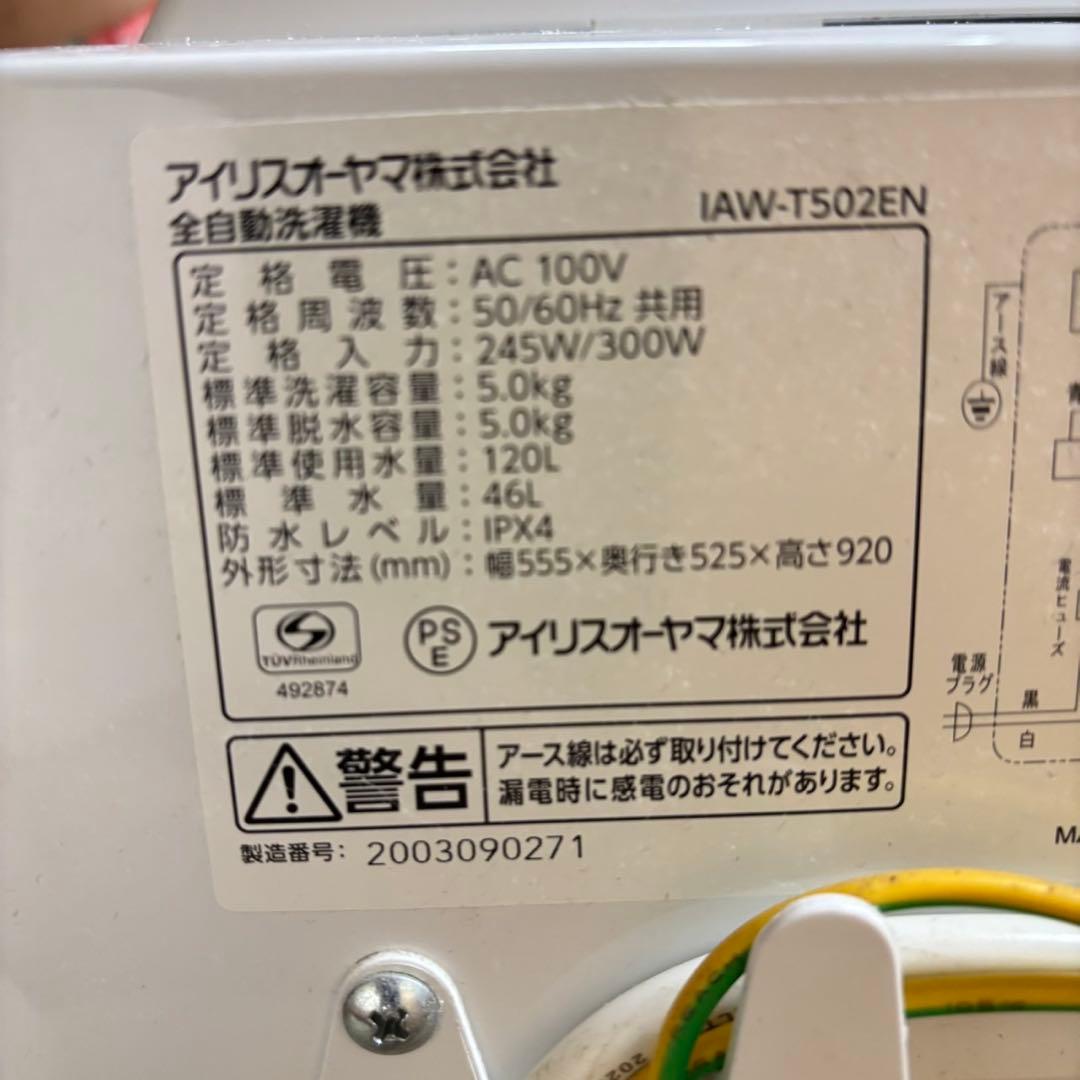 アイリスオーヤマ株式会社
全自動洗濯機 IAW-T502EN
定格電圧：AC 100V
定格周波数：50/60Hz 共用
定格入力：245W/300W
標準洗濯容量：5.0kg
標準脱水容量：5.0kg
標準使用水量：120L
標準水量：46L
防水レベル：IPX4
外形寸法(mm)：幅555×奥行き525×高さ920
TÜVRheinland
492874
PSE アイリスオーヤマ株式会社
警告
アース線は必ず取り付けてください。
漏電時に感電のおそれがあります。
製造番号： 2003090271
アース線
電流ヒューズ
電源
プラグ
黒
白
MA